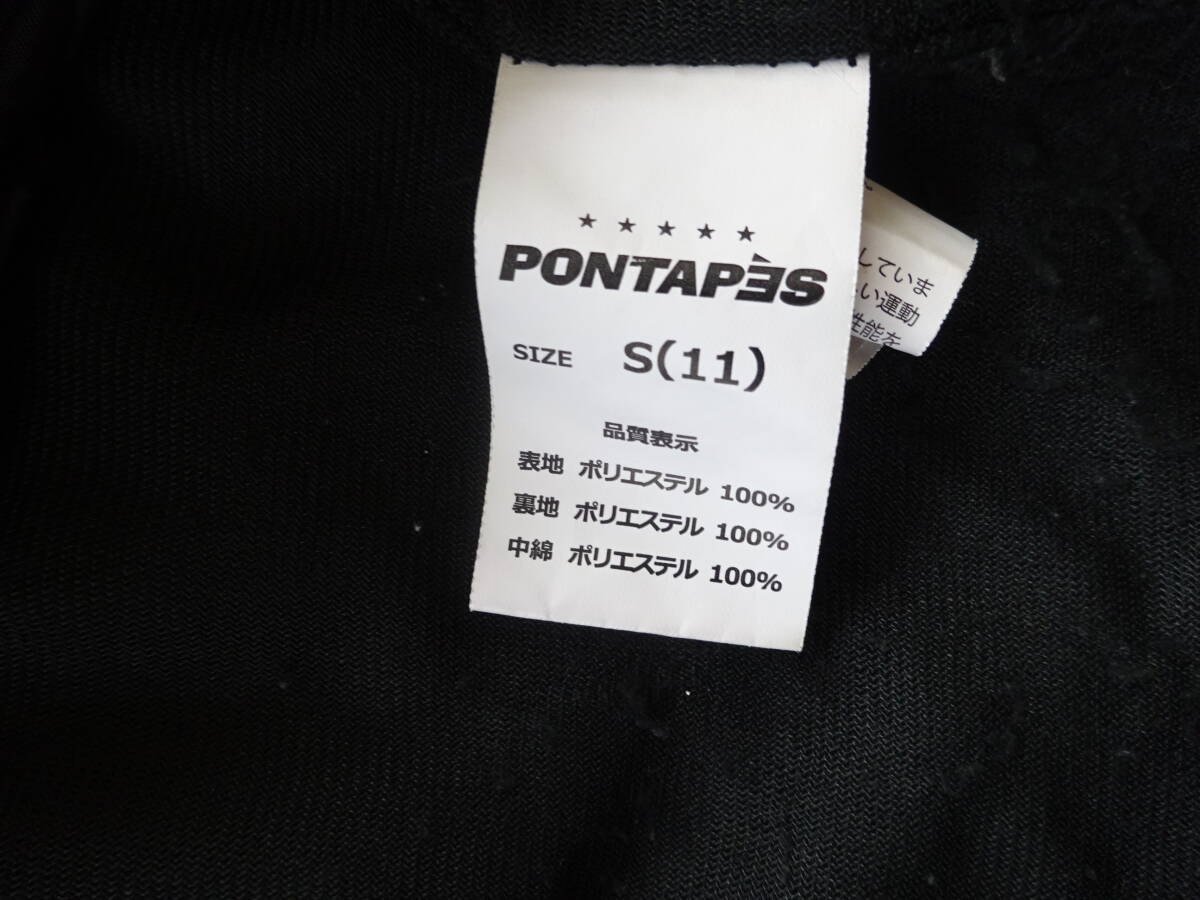 ★ ★ ★ ★ ★
PONTAPÈS
SIZE S(11)
品質表示
表地 ポリエステル 100%
裏地 ポリエステル 100%
中綿 ポリエステル 100%
していま
い運動
性能を